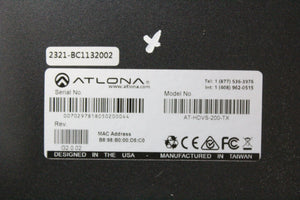 2321-BC1132002
ATLONA®
www.atlona.com
Tel: 1 (877) 536-3976
Int: 1 (408) 962-0515
Serial No.
Model No.
AT-HDVS-200-TX
Rev.
MAC Address
B8:98:B0:00:D5:C0
DESIGNED IN THE USA
MANUFACTURED IN TAIWAN